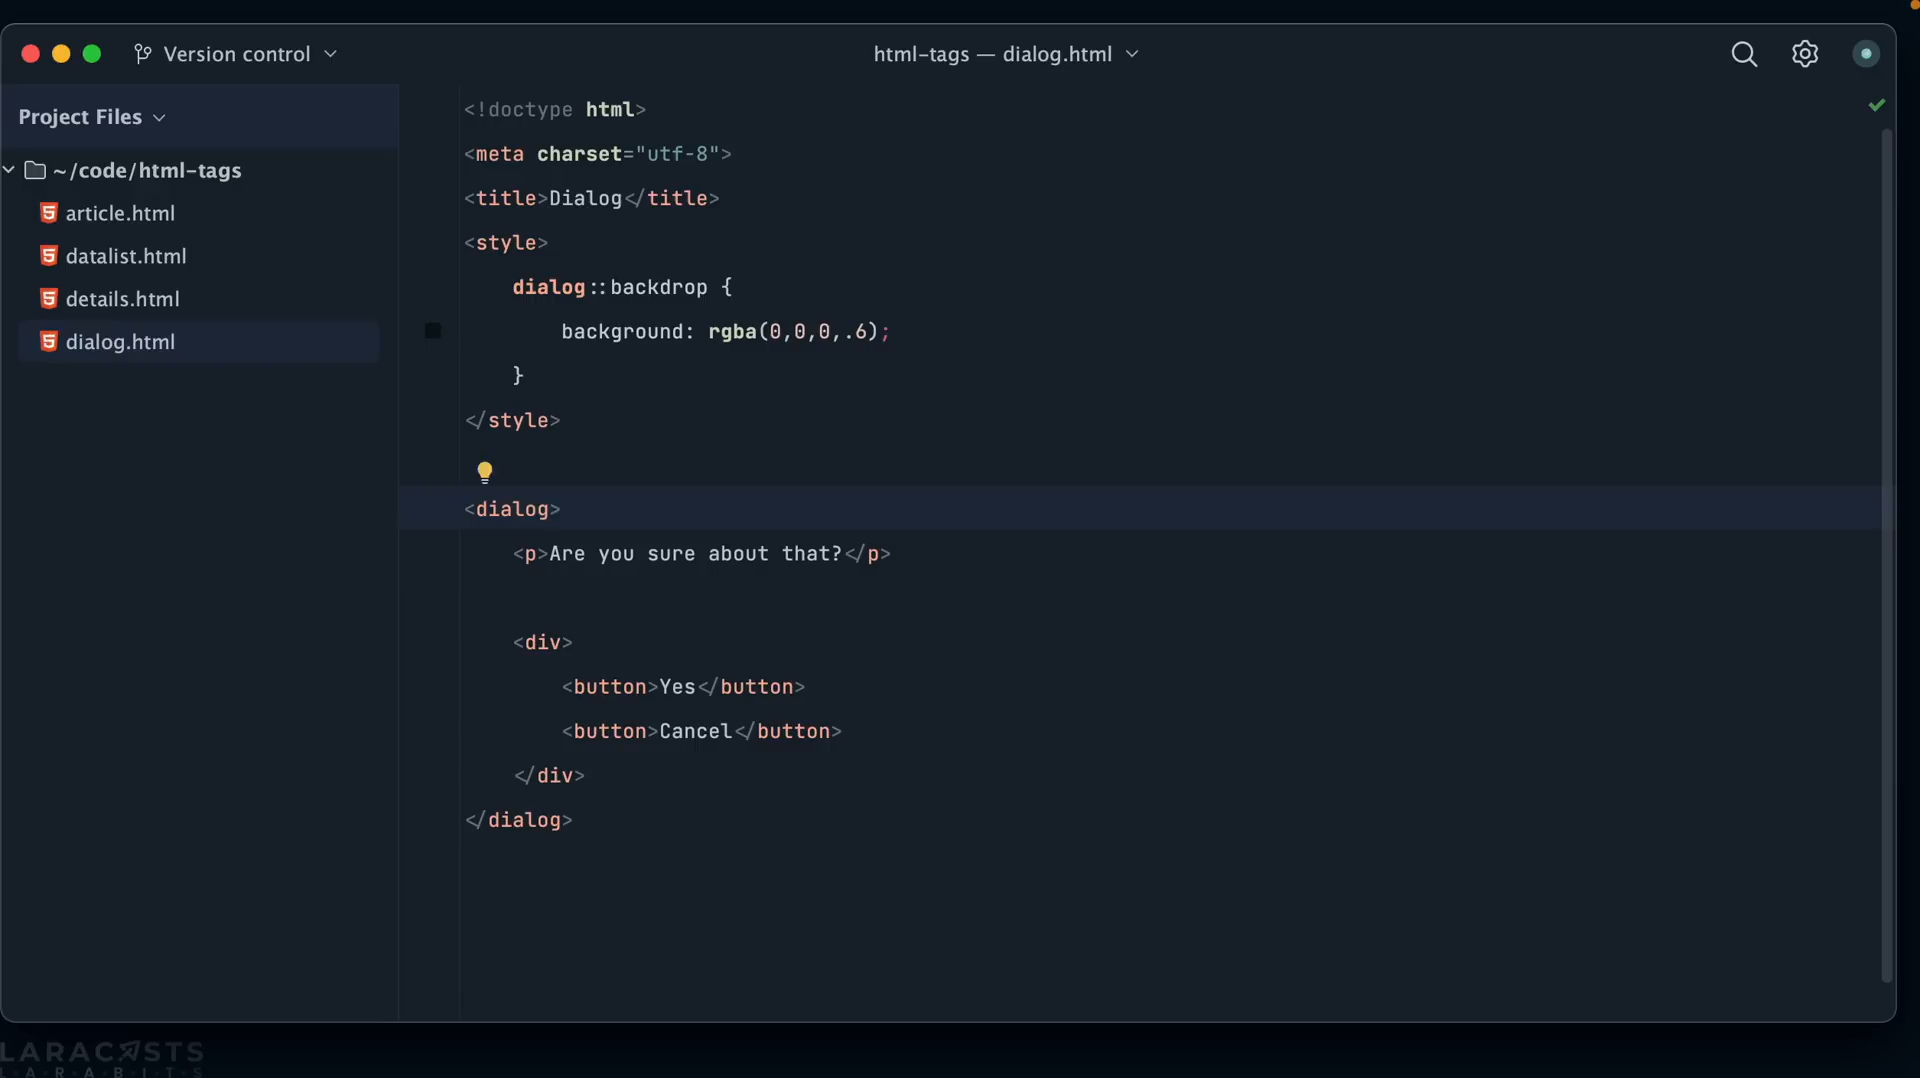 Version control
html-tags — dialog.html
Project Files
~/code/html-tags
article.html
datalist.html
details.html
dialog.html
<!doctype html>
<meta charset="utf-8">
<title>Dialog</title>
<style>
dialog::backdrop {
background: rgba(0,0,0,.6);
}
</style>
<dialog>
<p>Are you sure about that?</p>
<div>
<button>Yes</button>
<button>Cancel</button>
</div>
</dialog>
LARACASTS
LARABITS